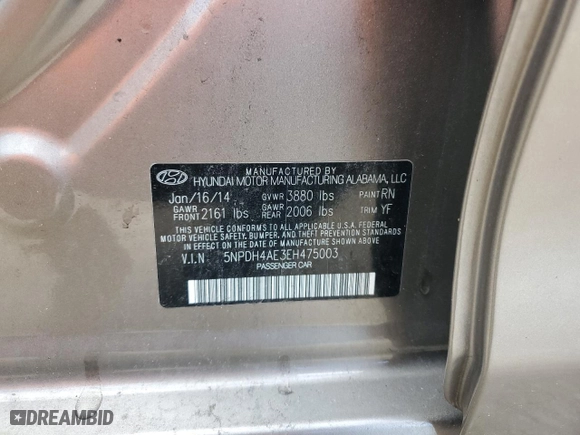 MANUFACTURED BY
HYUNDAI MOTOR MANUFACTURING ALABAMA, LLC
Jan/16/14 GVWR 3880 lbs PAINT RN
GAWR FRONT 2161 lbs GAWR REAR 2006 lbs TRIM YF
THIS VEHICLE CONFORMS TO ALL APPLICABLE U.S.A FEDERAL
MOTOR VEHICLE SAFETY, BUMPER, AND THEFT PREVENTION
STANDARDS IN EFFECT ON THE DATE OF MANUFACTURE SHOWN ABOVE.
V.I.N 5NPDH4AE3EH475003
PASSENGER CAR
DREAMBID